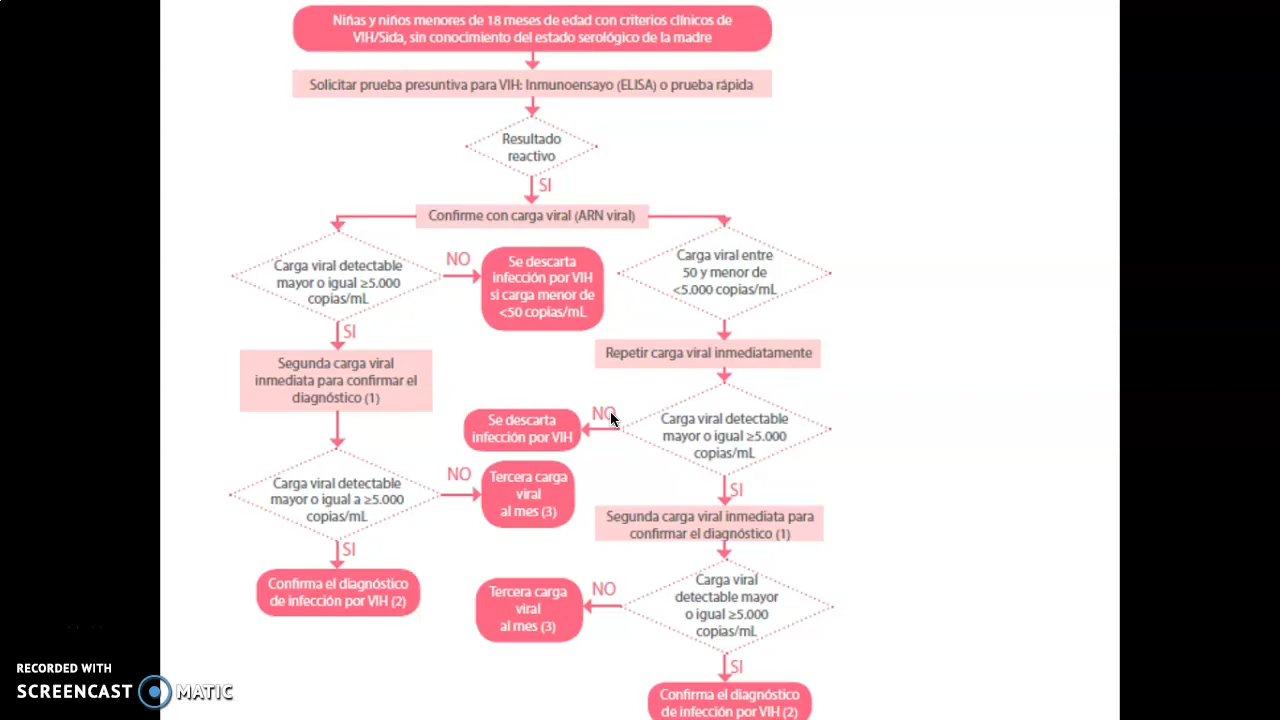 Niñas y niños menores de 18 meses de edad con criterios clínicos de
VIH/Sida, sin conocimiento del estado serológico de la madre
Solicitar prueba presuntiva para VIH: Inmunoensayo (ELISA) o prueba rápida
Resultado
reactivo
SI
Confirme con carga viral (ARN viral)
Carga viral detectable
mayor o igual ≥5.000
copias/mL
NO
Se descarta
infección por VIH
si carga menor de
<50 copias/mL
Carga viral entre
50 y menor de
<5.000 copias/mL
SI
Segunda carga viral
inmediata para confirmar el
diagnóstico (1)
Repetir carga viral inmediatamente
Se descarta
infección por VIH
NO
Carga viral detectable
mayor o igual ≥5.000
copias/mL
Carga viral detectable
mayor o igual a ≥5.000
copias/mL
NO
Tercera carga
viral
al mes (3)
SI
Segunda carga viral inmediata para
confirmar el diagnóstico (1)
SI
Confirma el diagnóstico
de infección por VIH (2)
Tercera carga
viral
al mes (3)
NO
Carga viral
detectable mayor
o igual ≥5.000
copias/mL
SI
Confirma el diagnóstico
de infección por VIH (2)
RECORDED WITH
SCREENCAST MATIC